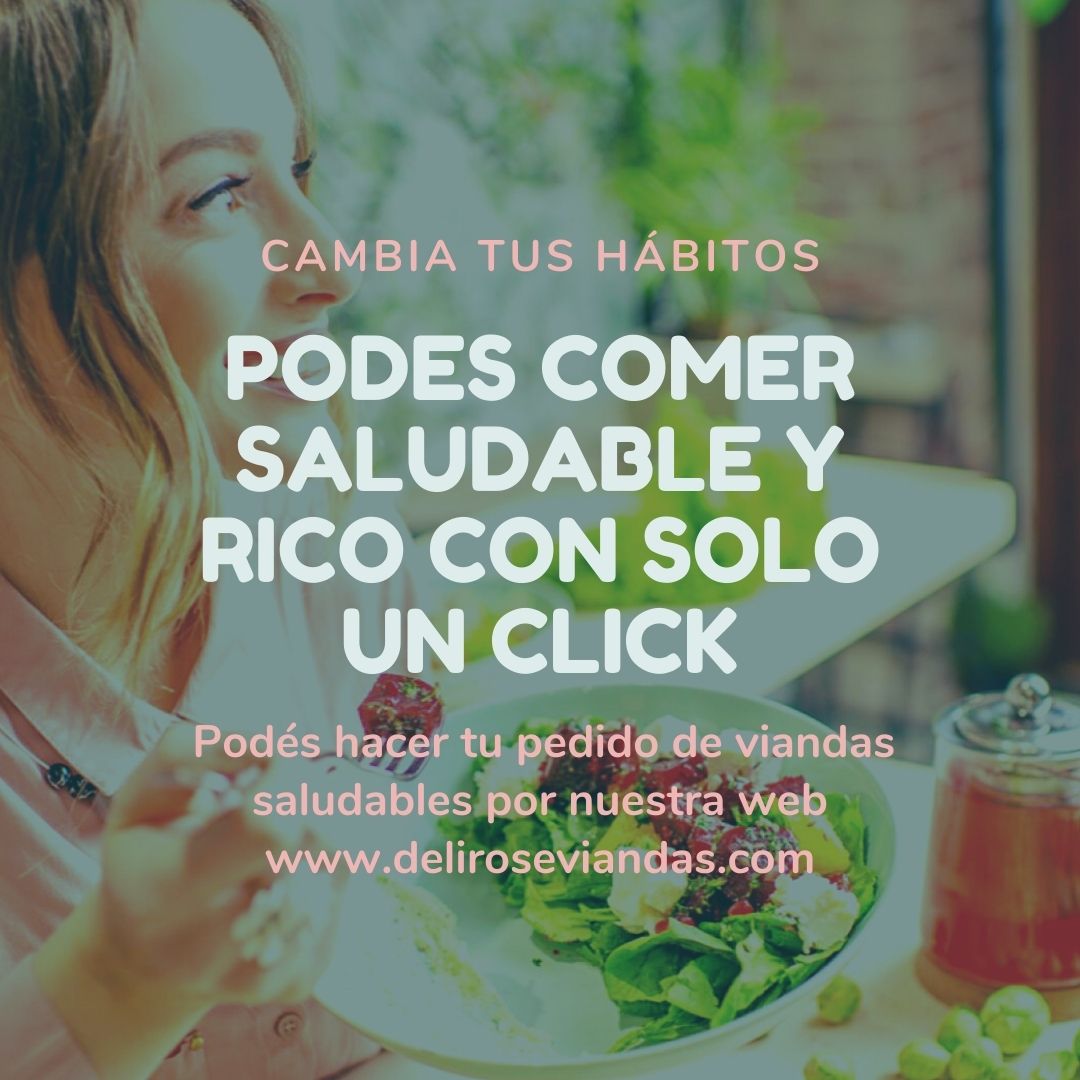 CAMBIA TUS HÁBITOS
PODES COMER
SALUDABLE Y
RICO CON SOLO
UN CLICK
Podés hacer tu pedido de viandas
saludables por nuestra web
www.deliroseviandas.com